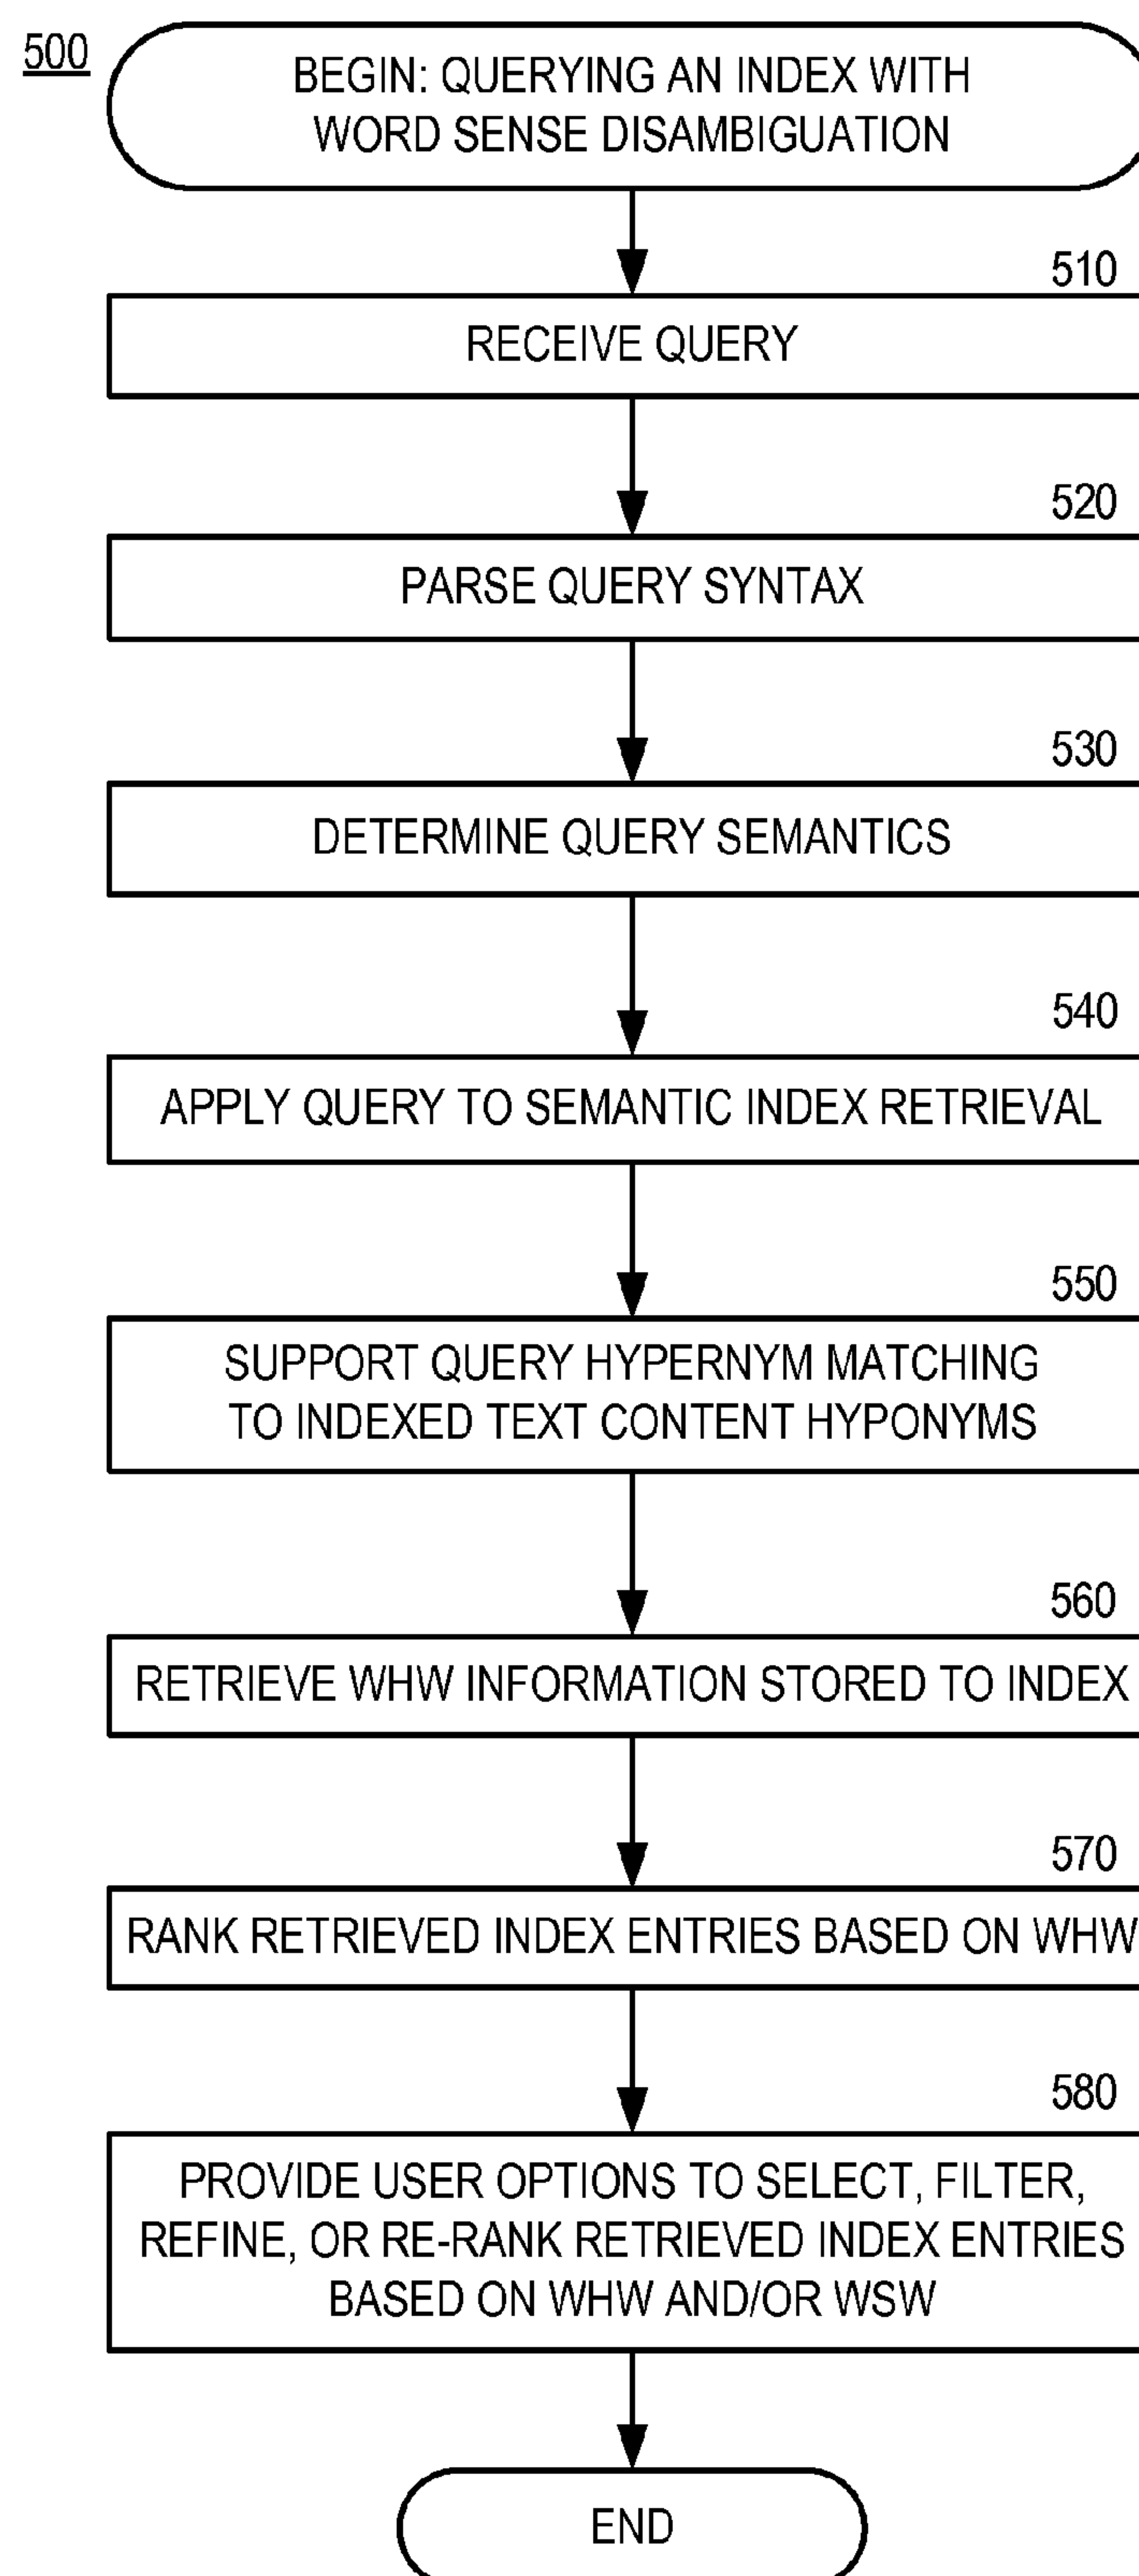 500
BEGIN: QUERYING AN INDEX WITH
WORD SENSE DISAMBIGUATION
510
RECEIVE QUERY
520
PARSE QUERY SYNTAX
530
DETERMINE QUERY SEMANTICS
540
APPLY QUERY TO SEMANTIC INDEX RETRIEVAL
550
SUPPORT QUERY HYPERNYM MATCHING
TO INDEXED TEXT CONTENT HYPONYMS
560
RETRIEVE WHW INFORMATION STORED TO INDEX
570
RANK RETRIEVED INDEX ENTRIES BASED ON WHW
580
PROVIDE USER OPTIONS TO SELECT, FILTER,
REFINE, OR RE-RANK RETRIEVED INDEX ENTRIES
BASED ON WHW AND/OR WSW
END